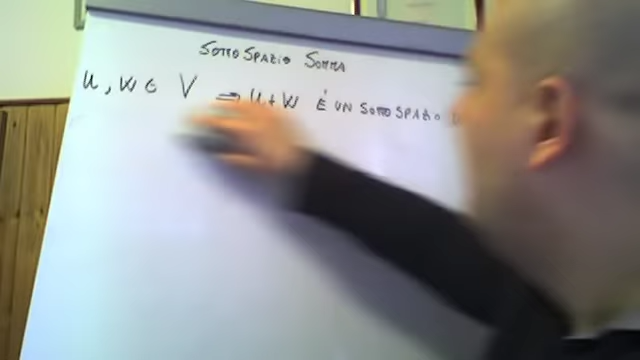 SOTTOSPAZIO SOMMA
U, W ⊂ V ⇒ U + W É UN SOTTOSPAZIO